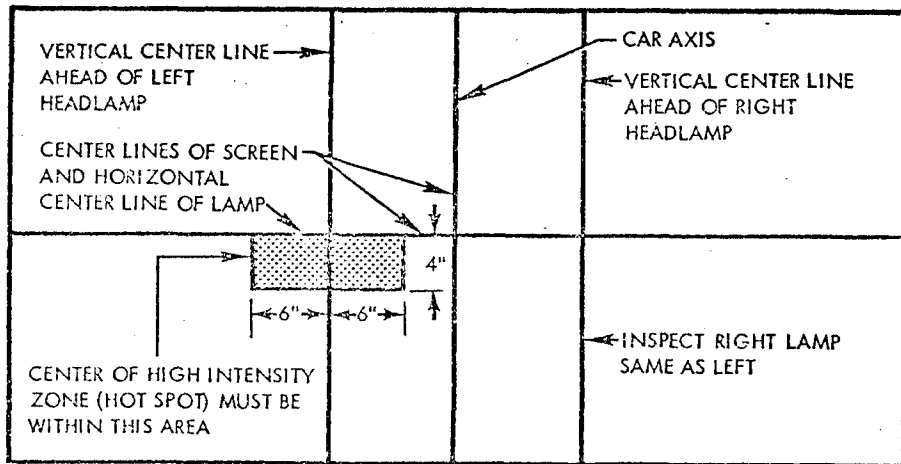 VERTICAL CENTER LINE
AHEAD OF LEFT
HEADLAMP
CAR AXIS
VERTICAL CENTER LINE
AHEAD OF RIGHT
HEADLAMP
CENTER LINES OF SCREEN
AND HORIZONTAL
CENTER LINE OF LAMP
4"
6" 6"
CENTER OF HIGH INTENSITY
ZONE (HOT SPOT) MUST BE
WITHIN THIS AREA
INSPECT RIGHT LAMP
SAME AS LEFT